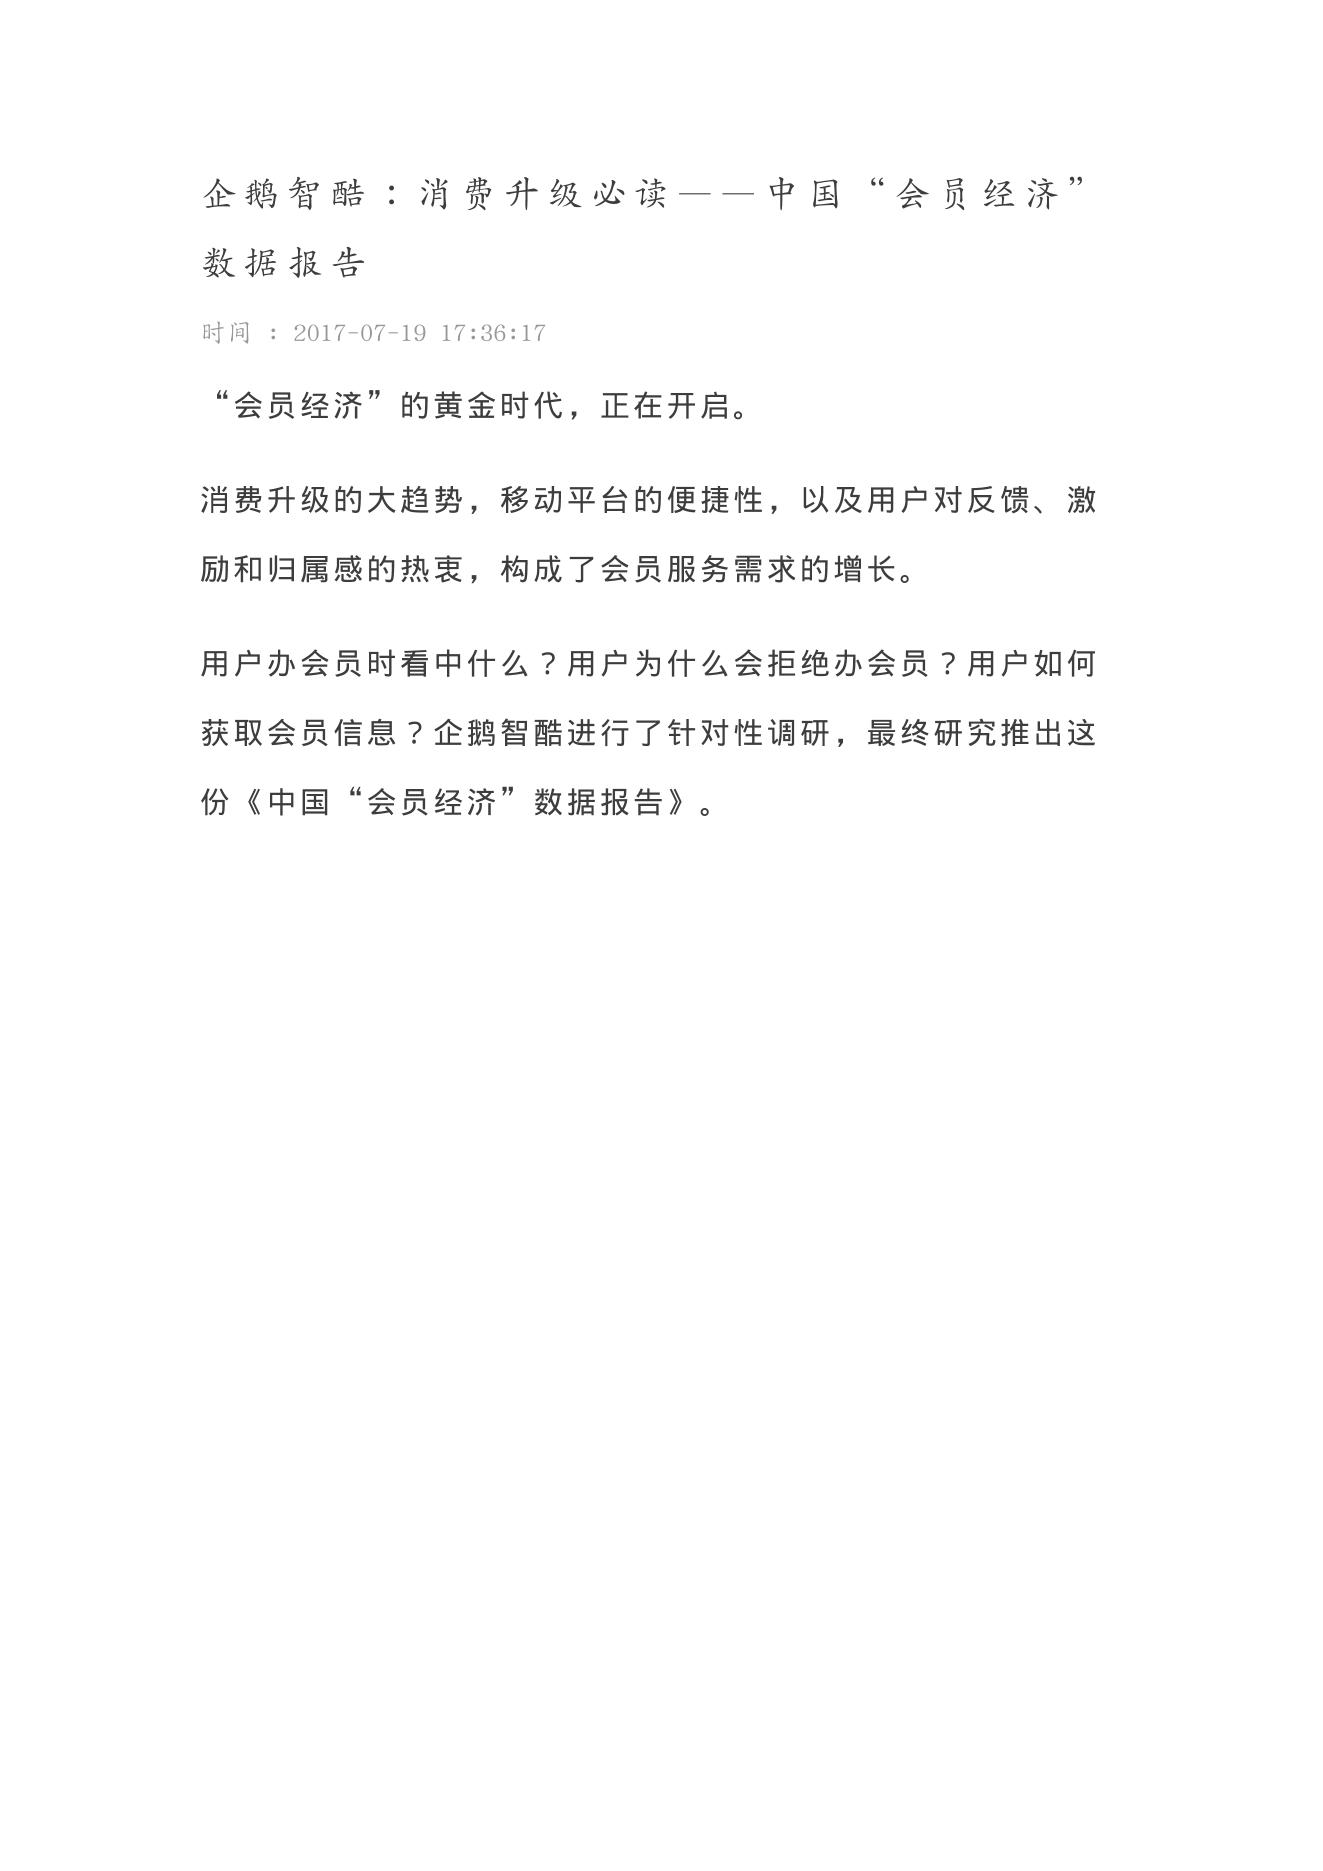 企鹅智酷：消费升级必读——中国“会员经济”
数据报告
时间 : 2017-07-19 17:36:17
“会员经济”的黄金时代，正在开启。
消费升级的大趋势，移动平台的便捷性，以及用户对反馈、激
励和归属感的热衷，构成了会员服务需求的增长。
用户办会员时看中什么？用户为什么会拒绝办会员？用户如何
获取会员信息？企鹅智酷进行了针对性调研，最终研究推出这
份《中国“会员经济”数据报告》。